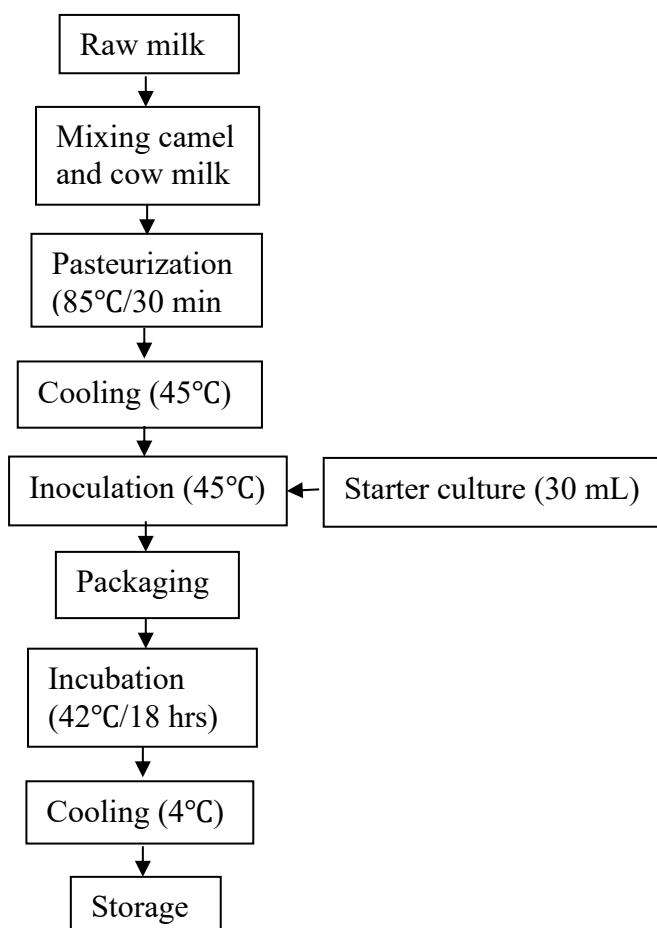 Raw milk
Mixing camel
and cow milk
Pasteurization
(85℃/30 min
Cooling (45℃)
Inoculation (45℃)
Starter culture (30 mL)
Packaging
Incubation
(42℃/18 hrs)
Cooling (4℃)
Storage